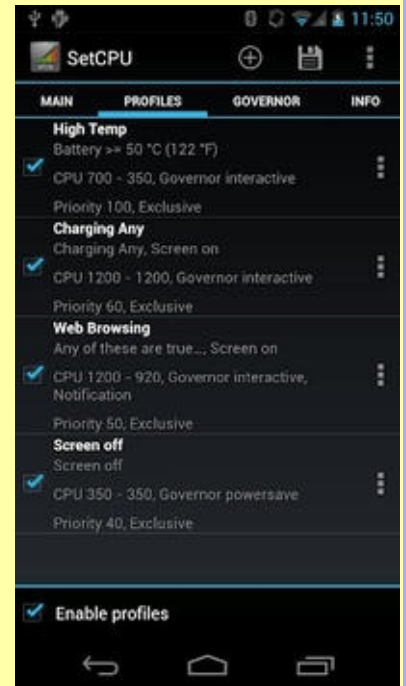 11:50
SetCPU
MAIN PROFILES GOVERNOR INFO
High Temp
Battery >= 50 °C (122 °F)
CPU 700 - 350, Governor interactive
Priority 100, Exclusive
Charging Any
Charging Any, Screen on
CPU 1200 - 1200, Governor interactive
Priority 60, Exclusive
Web Browsing
Any of these are true..., Screen on
CPU 1200 - 920, Governor interactive,
Notification
Priority 50, Exclusive
Screen off
Screen off
CPU 350 - 350, Governor powersave
Priority 40, Exclusive
Enable profiles